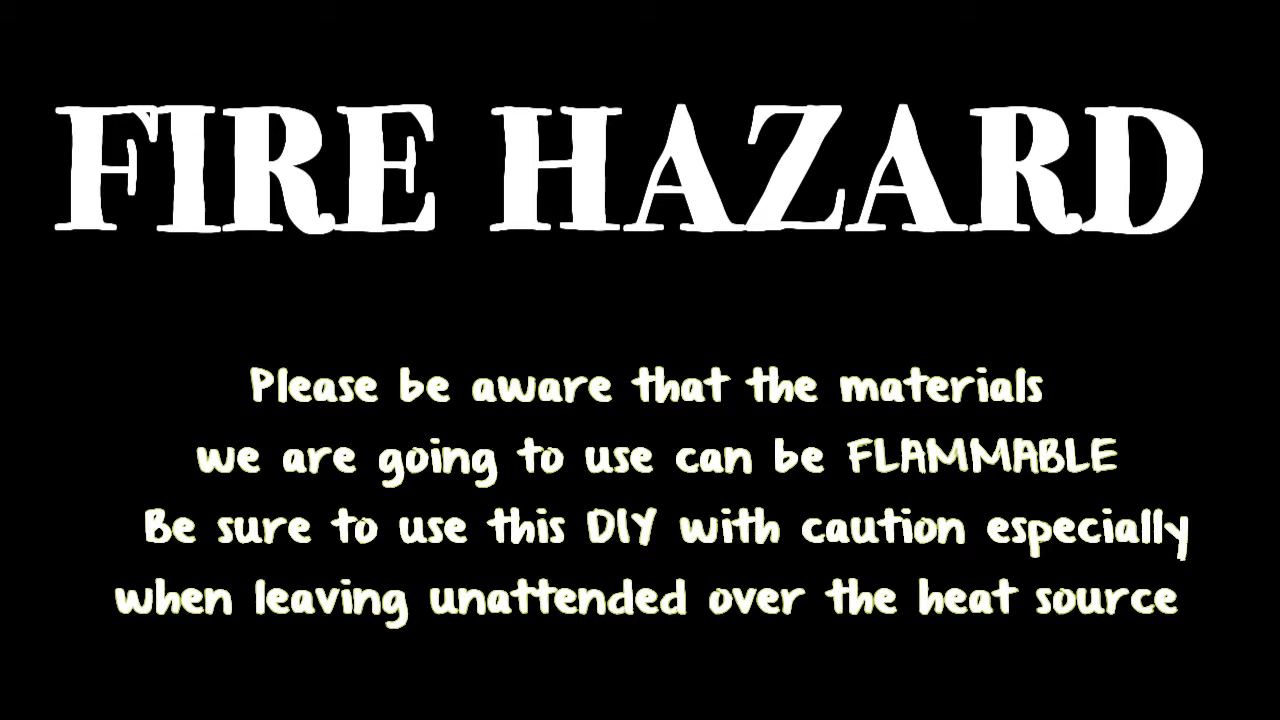 FIRE HAZARD
Please be aware that the materials
we are going to use can be FLAMMABLE
Be sure to use this DIY with caution especially
when leaving unattended over the heat source